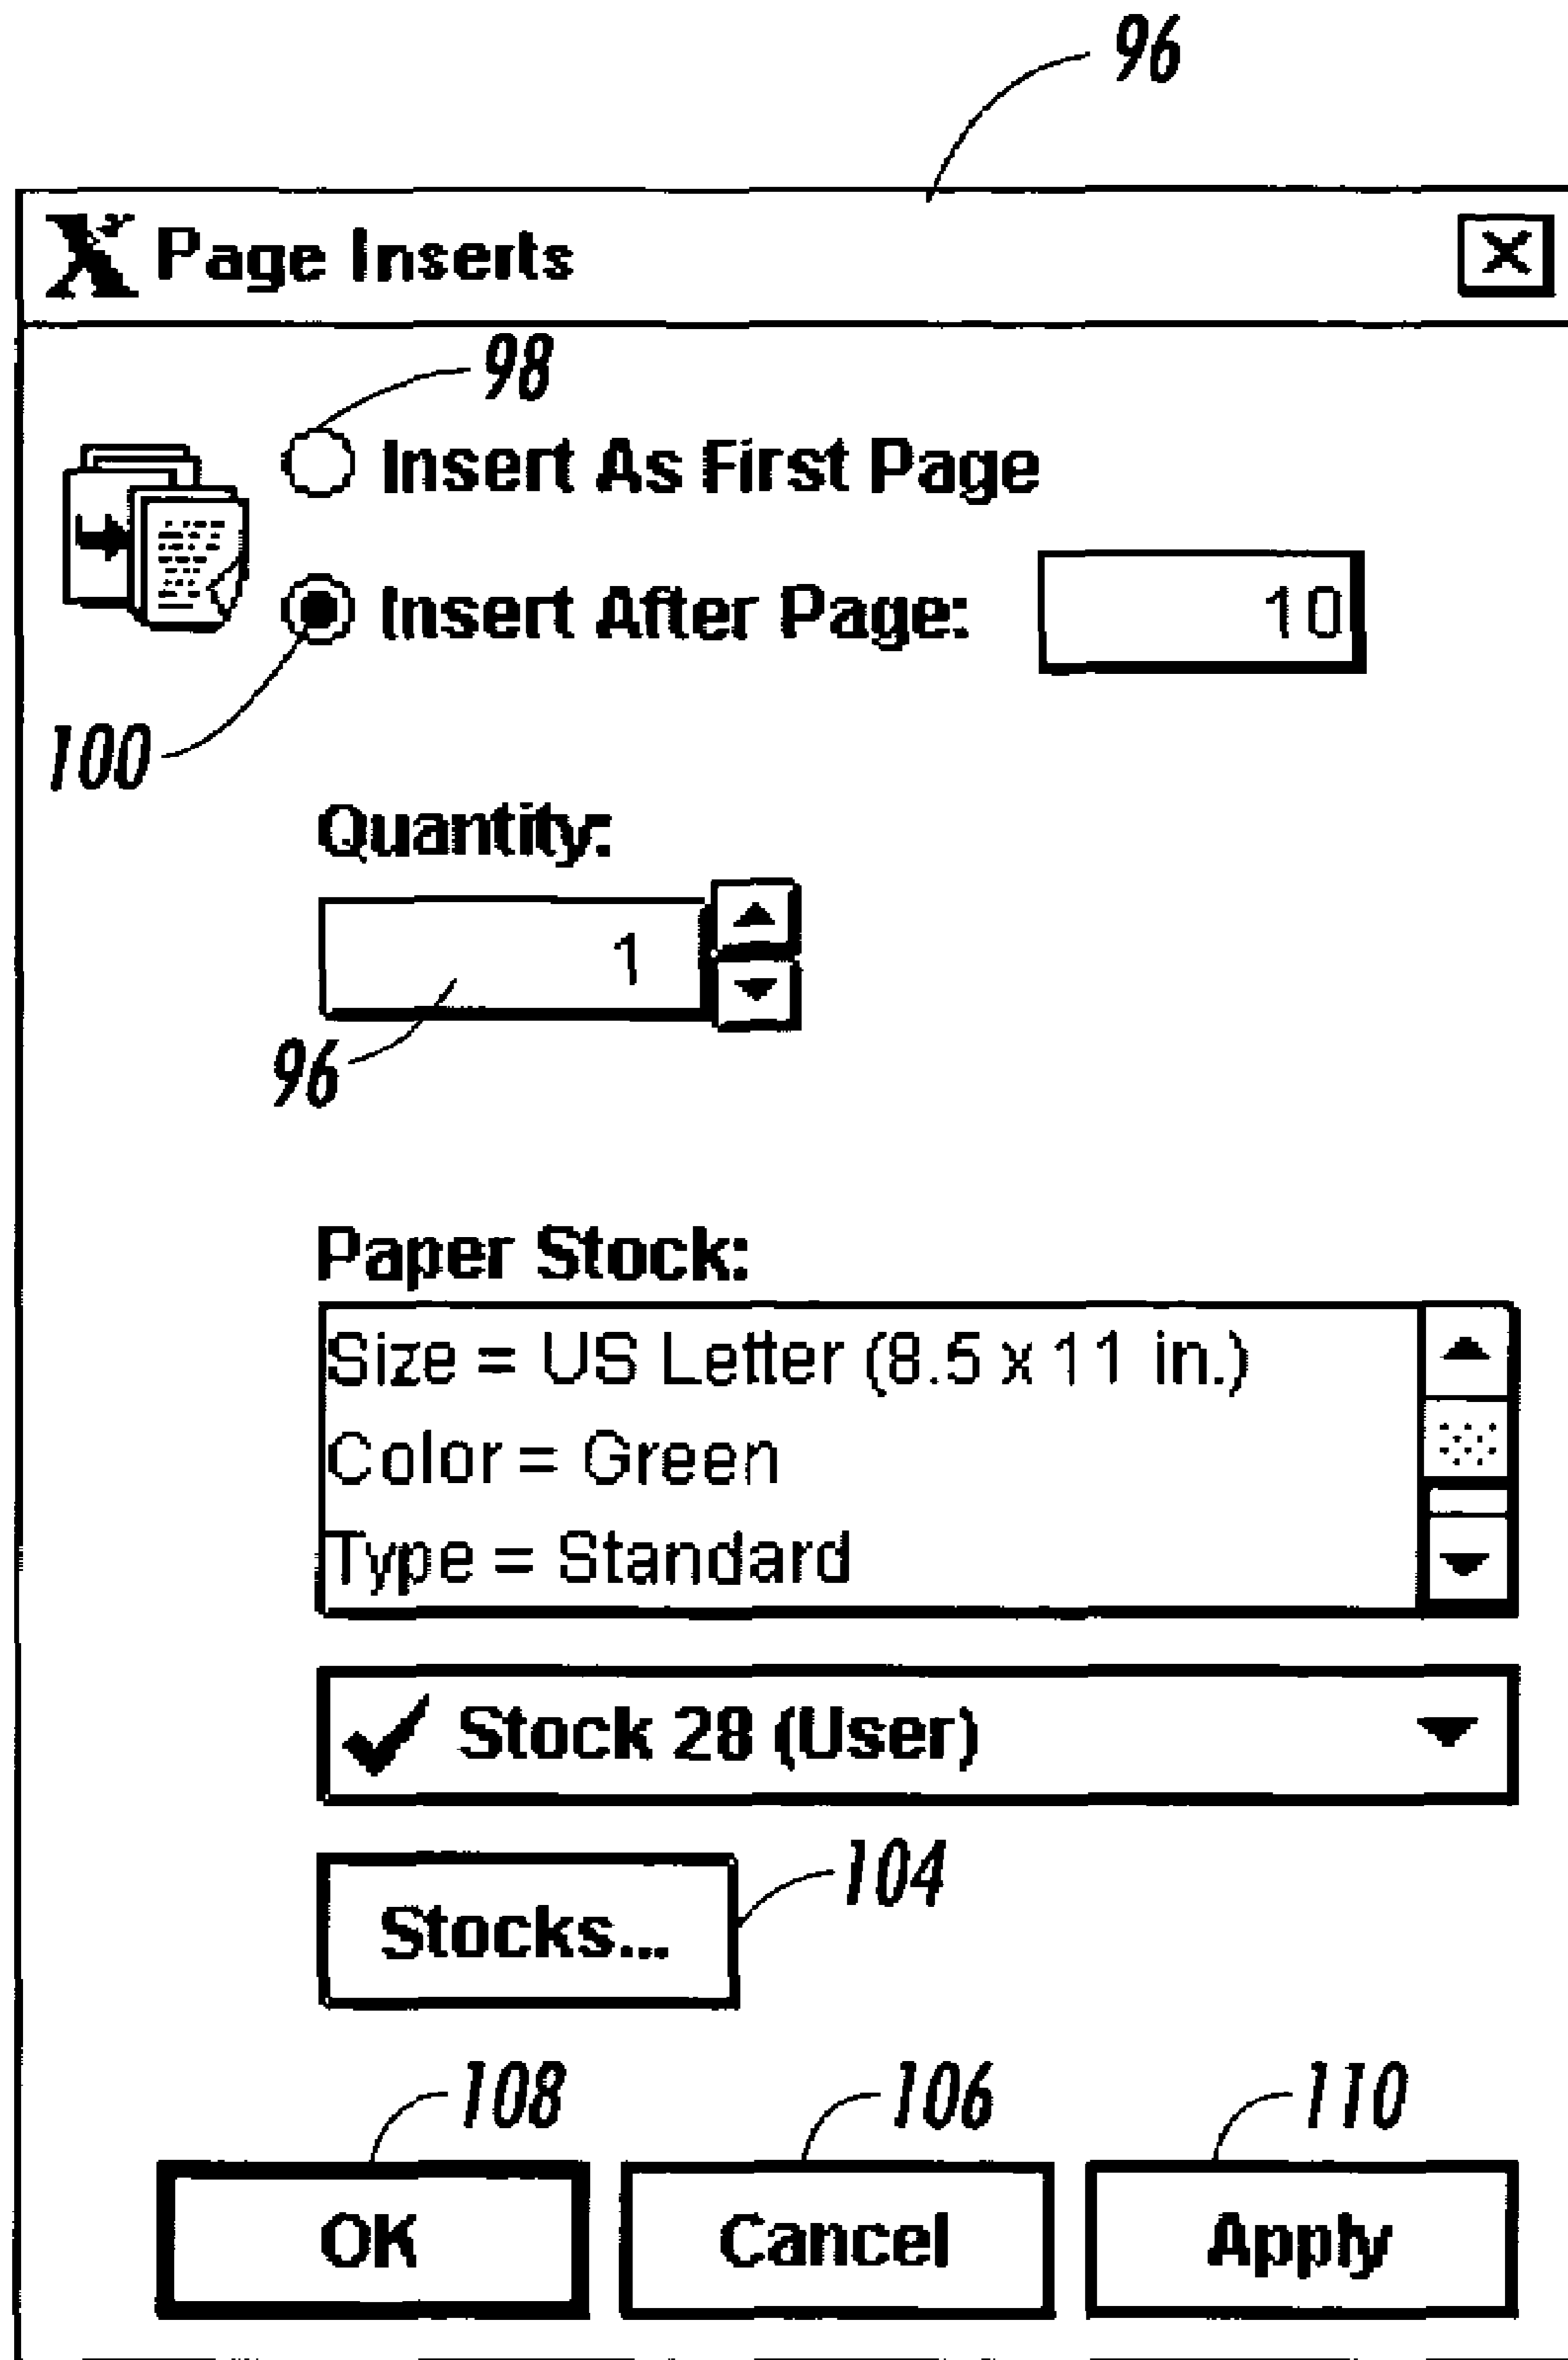 96
X Page Inserts
98
Insert As First Page
Insert After Page: 10
100
Quantity:
1
96
Paper Stock:
Size = US Letter (8.5 x 11 in.)
Color = Green
Type = Standard
Stock 28 (User)
104
Stocks...
108 106 110
OK Cancel Apply